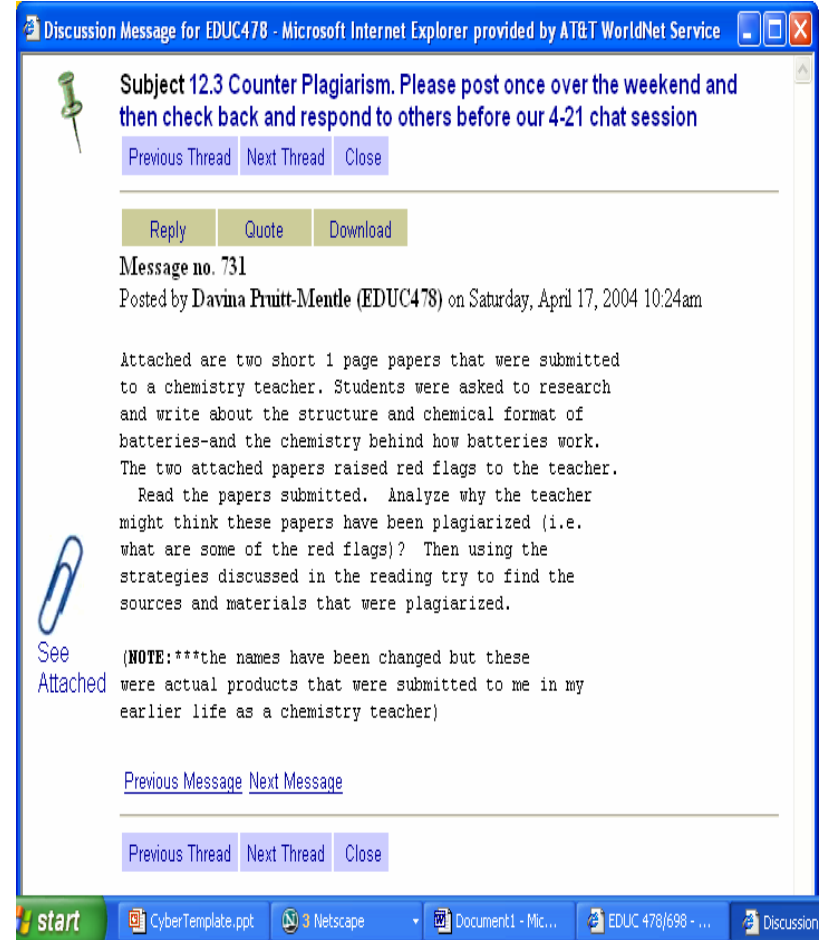 Discussion Message for EDUC478 - Microsoft Internet Explorer provided by AT&T WorldNet Service
Subject 12.3 Counter Plagiarism. Please post once over the weekend and
then check back and respond to others before our 4-21 chat session
Previous Thread Next Thread Close
Reply Quote Download
Message no. 731
Posted by Davina Pruitt-Mentle (EDUC478) on Saturday, April 17, 2004 10:24am
Attached are two short 1 page papers that were submitted
to a chemistry teacher. Students were asked to research
and write about the structure and chemical format of
batteries-and the chemistry behind how batteries work.
The two attached papers raised red flags to the teacher.
Read the papers submitted. Analyze why the teacher
might think these papers have been plagiarized (i.e.
what are some of the red flags)? Then using the
strategies discussed in the reading try to find the
sources and materials that were plagiarized.
See
Attached
(NOTE:***the names have been changed but these
were actual products that were submitted to me in my
earlier life as a chemistry teacher)
Previous Message Next Message
Previous Thread Next Thread Close
start CyberTemplate.ppt 3 Netscape Document1 - Mic... EDUC 478/698 - ... Discussion